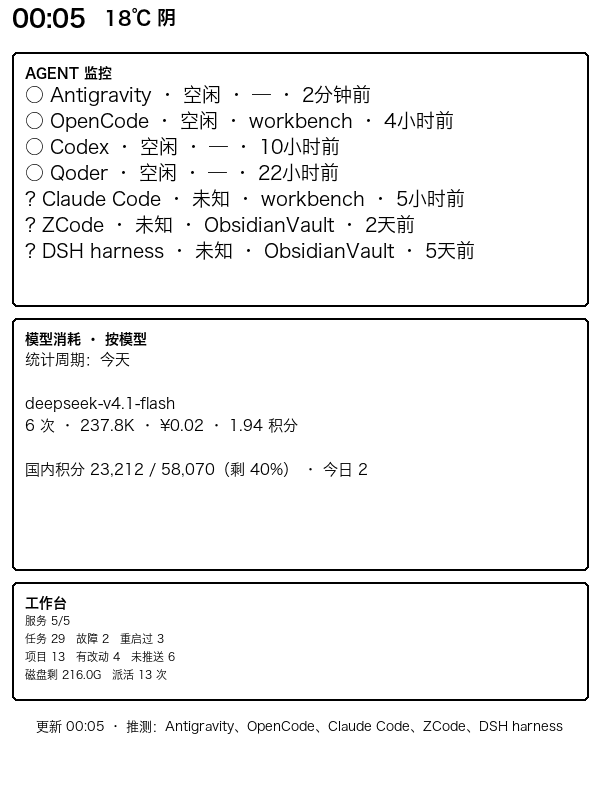 00:05 18℃ 阴
AGENT 监控
○ Antigravity · 空闲 · — · 2分钟前
○ OpenCode · 空闲 · workbench · 4小时前
○ Codex · 空闲 · — · 10小时前
○ Qoder · 空闲 · — · 22小时前
? Claude Code · 未知 · workbench · 5小时前
? ZCode · 未知 · ObsidianVault · 2天前
? DSH harness · 未知 · ObsidianVault · 5天前
模型消耗 · 按模型
统计周期：今天
deepseek-v4.1-flash
6 次 · 237.8K · ¥0.02 · 1.94 积分
国内积分 23,212 / 58,070（剩 40%） · 今日 2
工作台
服务 5/5
任务 29 故障 2 重启过 3
项目 13 有改动 4 未推送 6
磁盘剩 216.0G 派活 13 次
更新 00:05 · 推测：Antigravity、OpenCode、Claude Code、ZCode、DSH harness